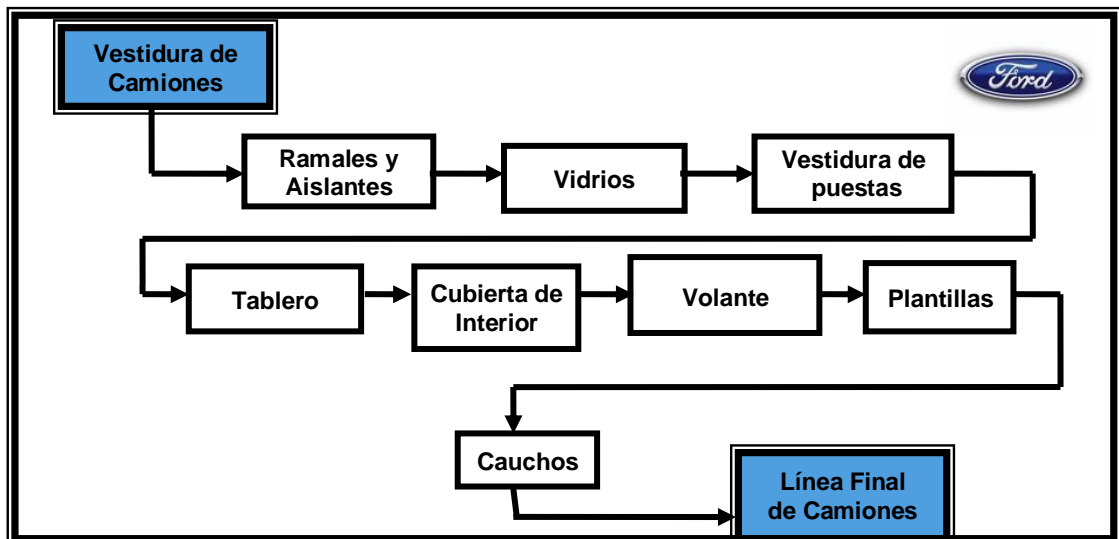 Vestidura de
Camiones
Ford
Ramales y
Aislantes
Vidrios
Vestidura de
puestas
Tablero
Cubierta de
Interior
Volante
Plantillas
Cauchos
Línea Final
de Camiones